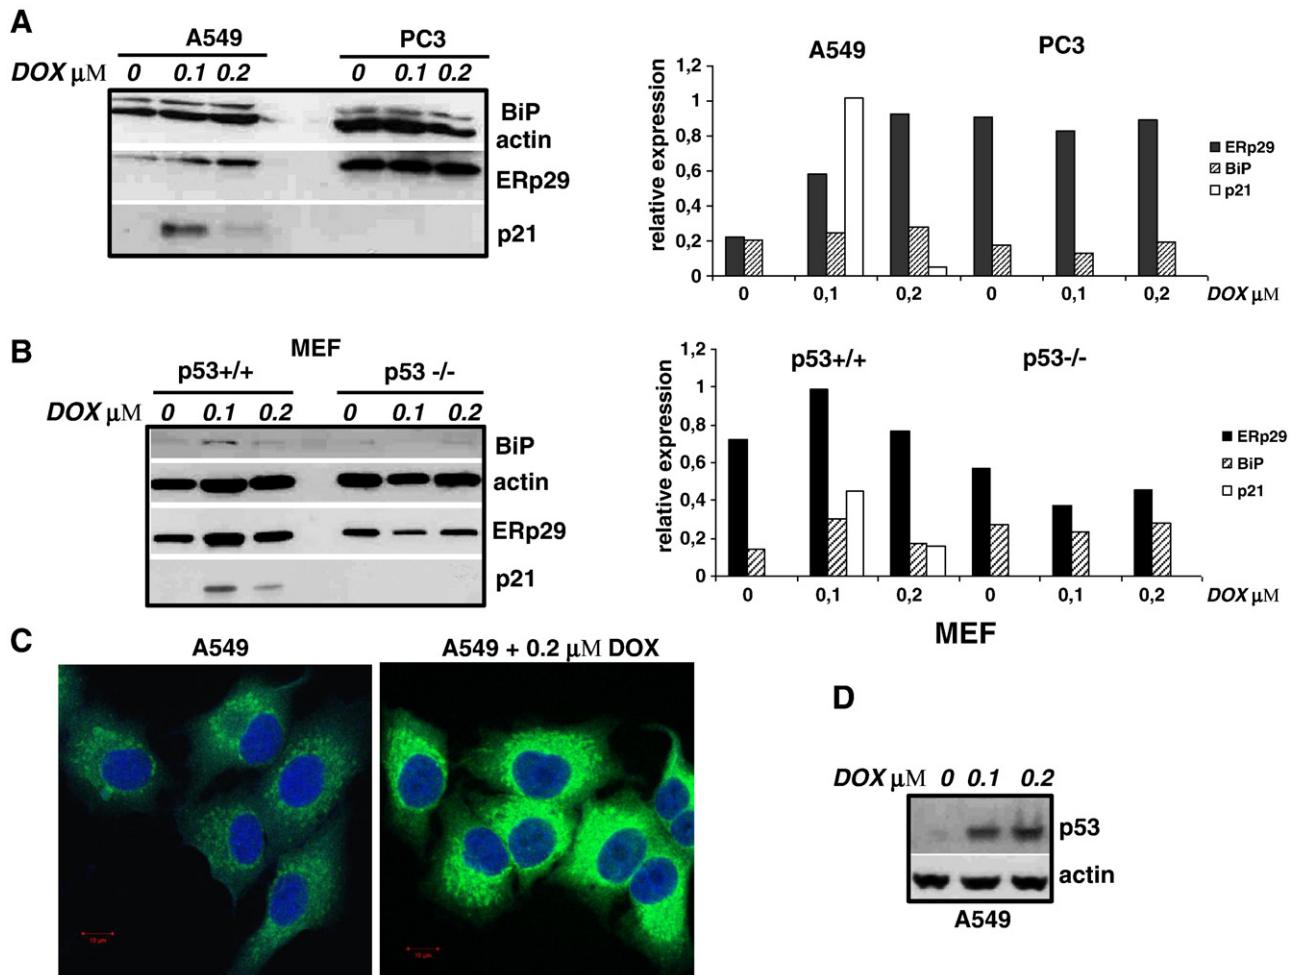 A
A549 PC3
DOX µM 0 0.1 0.2 0 0.1 0.2
BiP
actin
ERp29
p21
A549 PC3
relative expression
1,2
1
0,8
0,6
0,4
0,2
0
0 0,1 0,2 0 0,1 0,2 DOX µM
ERp29
BiP
p21
B
MEF
p53+/+ p53 -/-
DOX µM 0 0.1 0.2 0 0.1 0.2
BiP
actin
ERp29
p21
p53+/+ p53-/-
relative expression
1,2
1
0,8
0,6
0,4
0,2
0
0 0,1 0,2 0 0,1 0,2 DOX µM
ERp29
BiP
p21
MEF
C
A549 A549 + 0.2 µM DOX
10 µm
10 µm
D
DOX µM 0 0.1 0.2
p53
actin
A549